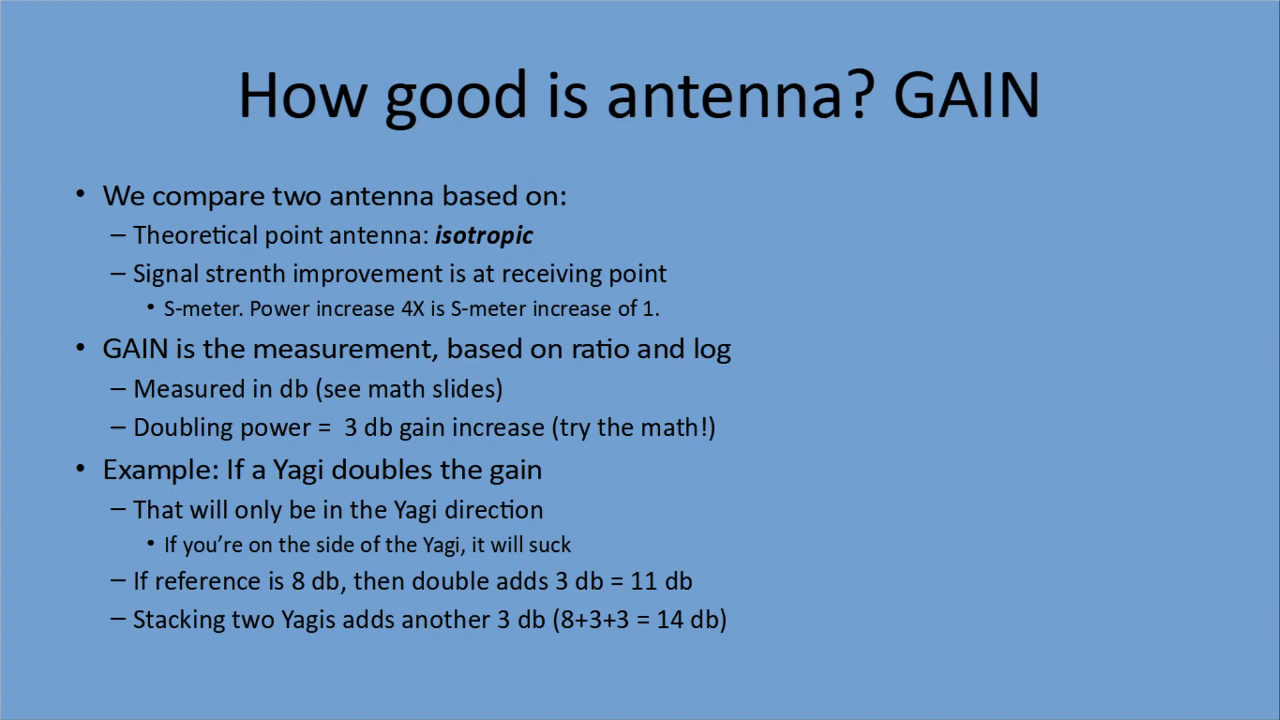 How good is antenna? GAIN
• We compare two antenna based on:
– Theoretical point antenna: isotropic
– Signal strenth improvement is at receiving point
• S-meter. Power increase 4X is S-meter increase of 1.
• GAIN is the measurement, based on ratio and log
– Measured in db (see math slides)
– Doubling power =  3 db gain increase (try the math!)
• Example: If a Yagi doubles the gain
– That will only be in the Yagi direction
• If you’re on the side of the Yagi, it will suck
– If reference is 8 db, then double adds 3 db = 11 db
– Stacking two Yagis adds another 3 db (8+3+3 = 14 db)